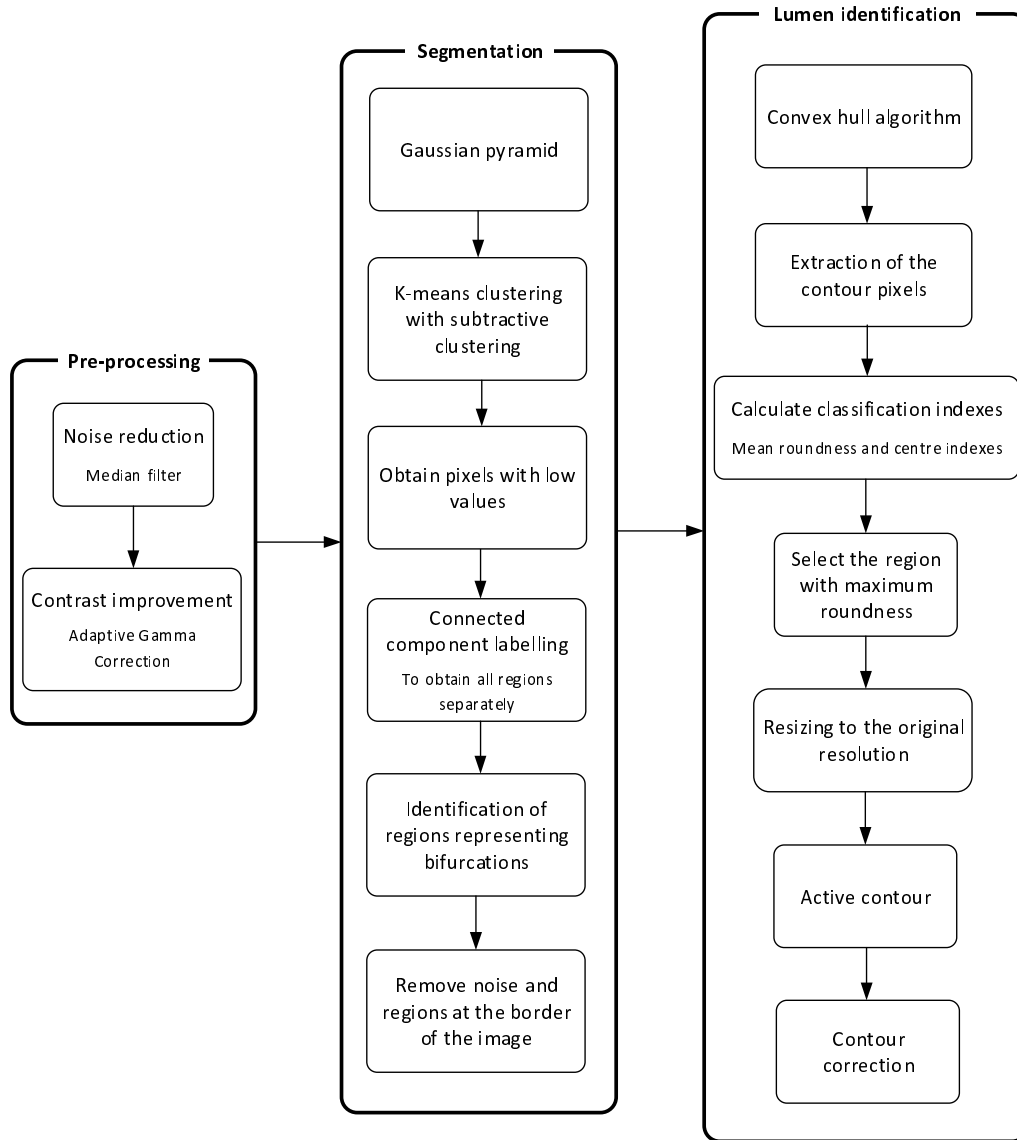 Pre-processing
Noise reduction
Median filter
Contrast improvement
Adaptive Gamma
Correction
Segmentation
Gaussian pyramid
K-means clustering
with subtractive
clustering
Obtain pixels with low
values
Connected
component labelling
To obtain all regions
separately
Identification of
regions representing
bifurcations
Remove noise and
regions at the border
of the image
Lumen identification
Convex hull algorithm
Extraction of the
contour pixels
Calculate classification indexes
Mean roundness and centre indexes
Select the region
with maximum
roundness
Resizing to the original
resolution
Active contour
Contour
correction